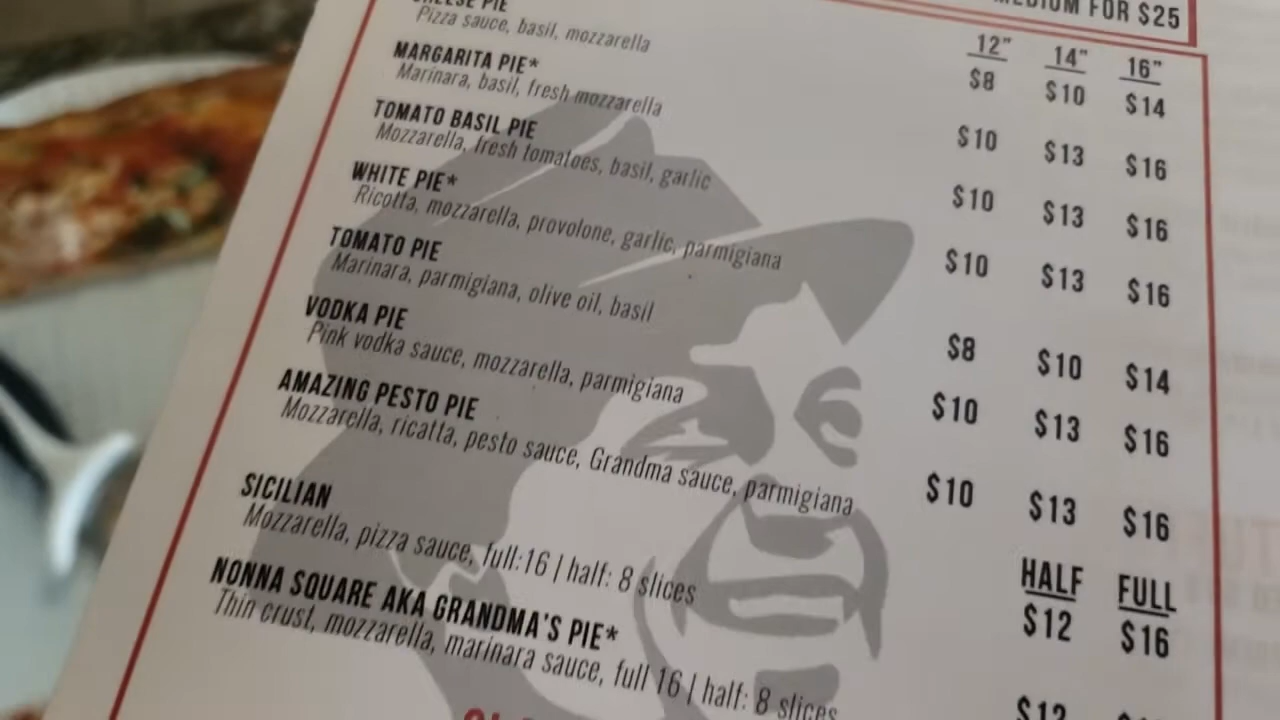 MEDIUM FOR $25
CHEESE PIE
Pizza sauce, basil, mozzarella
12" 14" 16"
$8 $10 $14
MARGARITA PIE*
Marinara, basil, fresh mozzarella
$10 $13 $16
TOMATO BASIL PIE
Mozzarella, fresh tomatoes, basil, garlic
$10 $13 $16
WHITE PIE*
Ricotta, mozzarella, provolone, garlic, parmigiana
$10 $13 $16
TOMATO PIE
Marinara, parmigiana, olive oil, basil
$8 $10 $14
VODKA PIE
Pink vodka sauce, mozzarella, parmigiana
$10 $13 $16
AMAZING PESTO PIE
Mozzarella, ricatta, pesto sauce, Grandma sauce, parmigiana
$10 $13 $16
SICILIAN
Mozzarella, pizza sauce, full:16 | half: 8 slices
HALF FULL
$12 $16
NONNA SQUARE AKA GRANDMA'S PIE*
Thin crust, mozzarella, marinara sauce, full 16 | half: 8 slices
$12